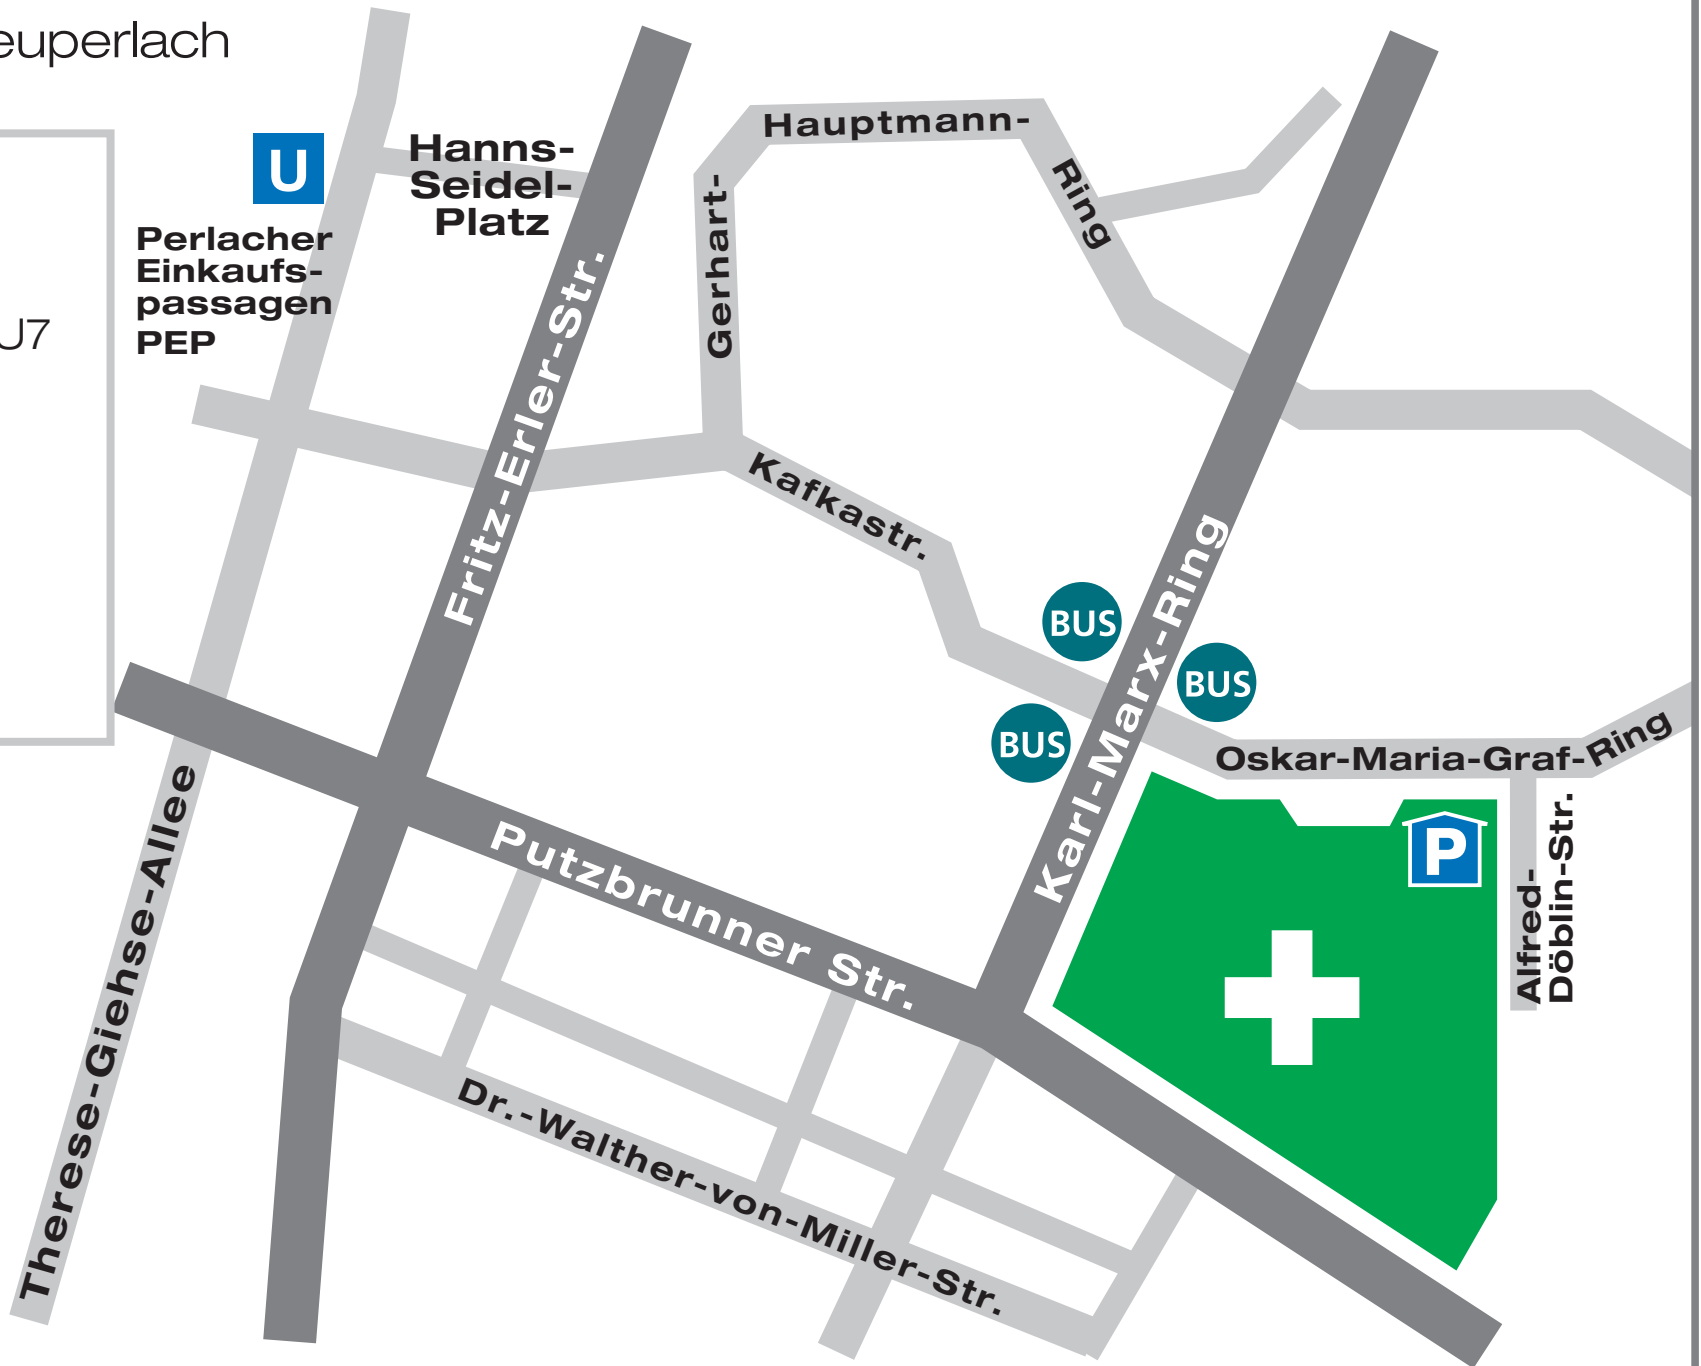 euperlach
U7
U
Hanns-
Seidel-
Platz
Perlacher
Einkaufs-
passagen
PEP
Hauptmann-
Ring
Gerhart-
Fritz-Erler-Str.
Kafkastr.
Karl-Marx-Ring
BUS
BUS
BUS
Oskar-Maria-Graf-Ring
Alfred-
Döblin-Str.
P
Putzbrunner Str.
Therese-Giehse-Allee
Dr.-Walther-von-Miller-Str.